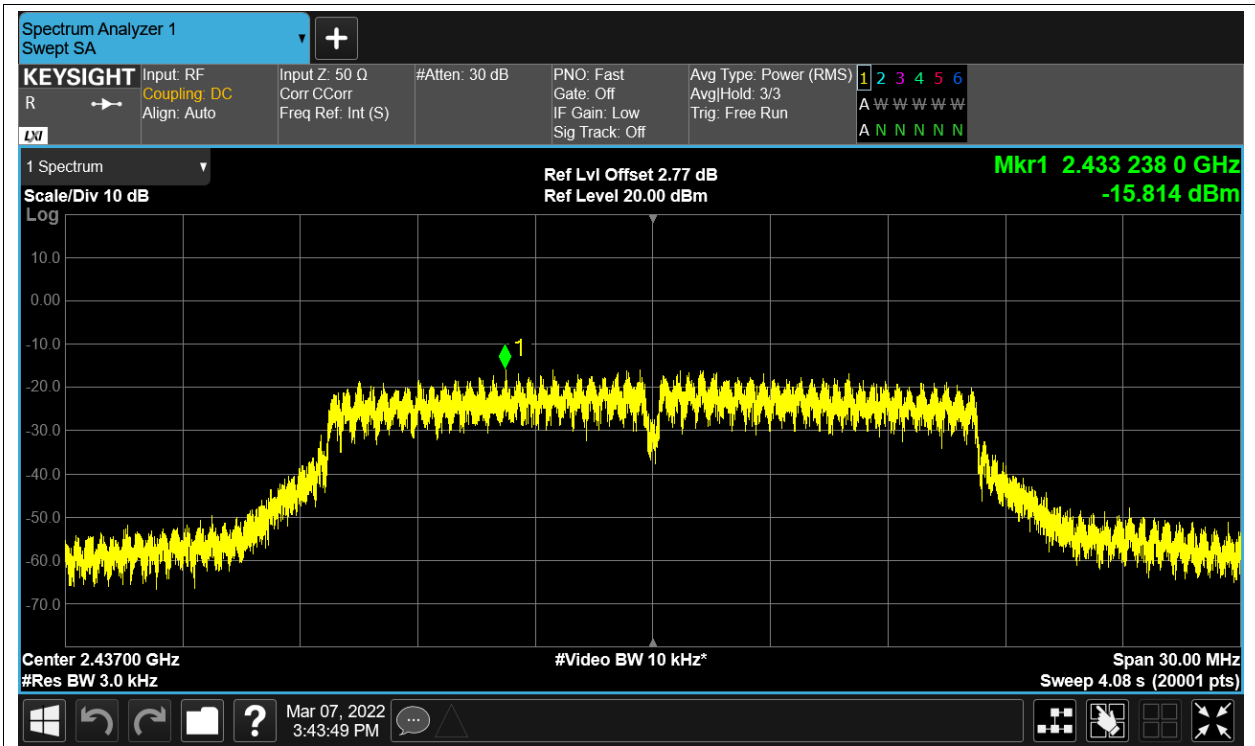 Spectrum Analyzer 1
Swept SA
KEYSIGHT
R
LXI
Input: RF
Coupling: DC
Align: Auto
Input Z: 50 Ω
Corr CCorr
Freq Ref: Int (S)
#Atten: 30 dB
PNO: Fast
Gate: Off
IF Gain: Low
Sig Track: Off
Avg Type: Power (RMS)
Avg|Hold: 3/3
Trig: Free Run
1 2 3 4 5 6
A W W W W W
A N N N N N
1 Spectrum
Scale/Div 10 dB
Log
Ref Lvl Offset 2.77 dB
Ref Level 20.00 dBm
Mkr1 2.433 238 0 GHz
-15.814 dBm
10.0
0.00
-10.0
1
-20.0
-30.0
-40.0
-50.0
-60.0
-70.0
Center 2.43700 GHz
#Res BW 3.0 kHz
#Video BW 10 kHz*
Span 30.00 MHz
Sweep 4.08 s (20001 pts)
?
Mar 07, 2022
3:43:49 PM